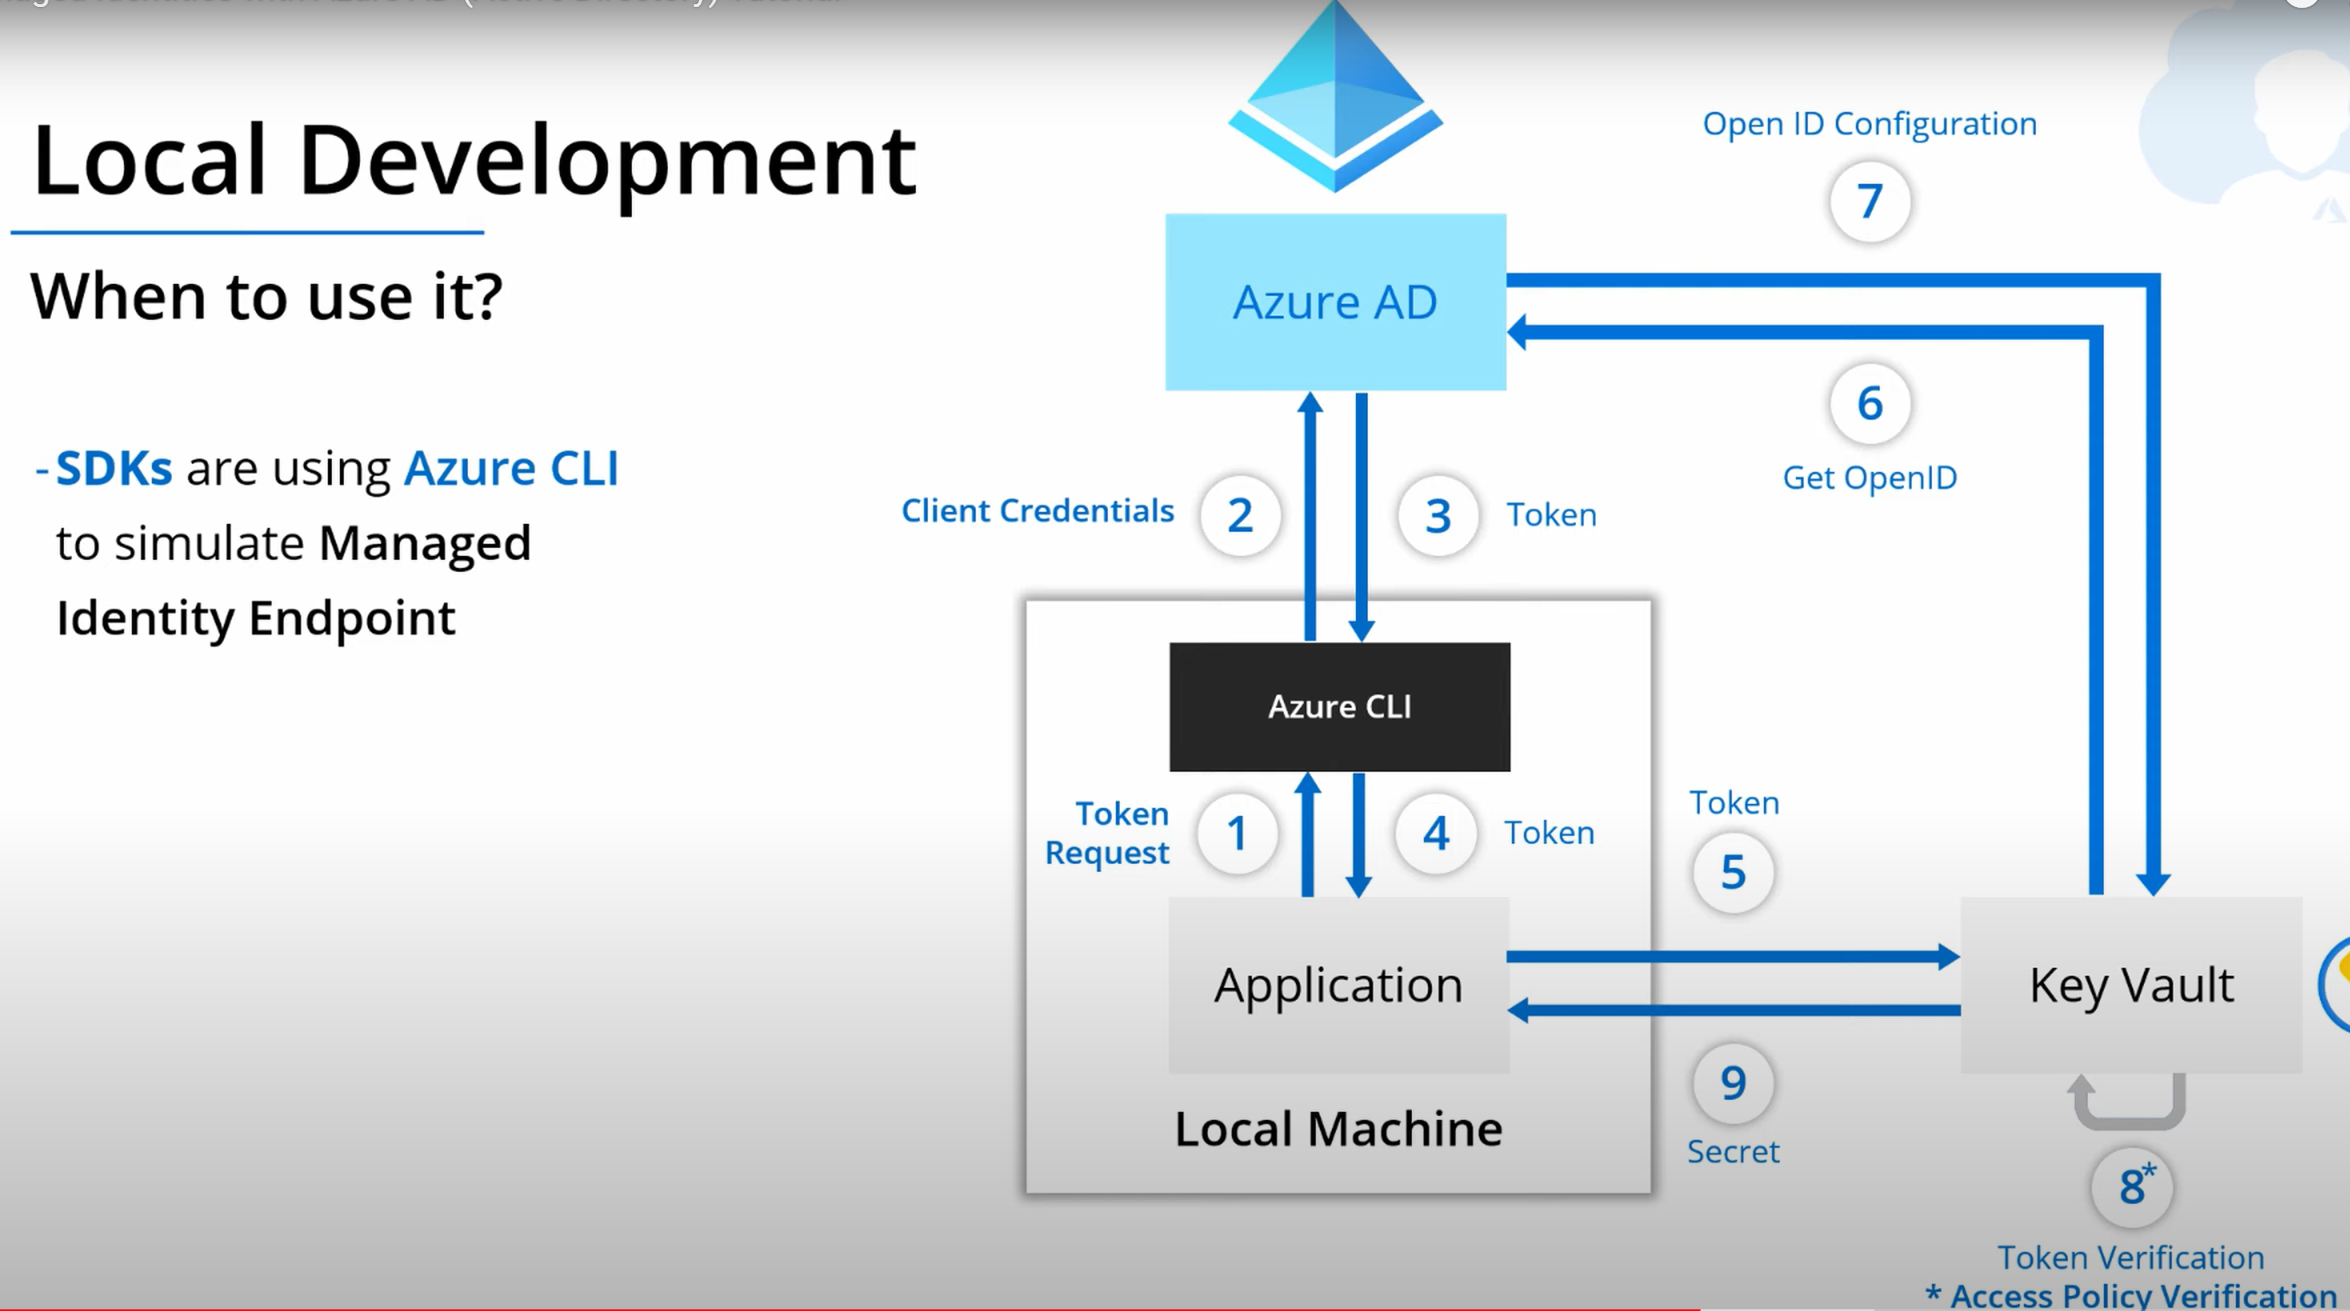 Local Development
When to use it?
-SDKs are using Azure CLI
to simulate Managed
Identity Endpoint
Open ID Configuration
7
Azure AD
6
Get OpenID
Client Credentials
2
3
Token
Azure CLI
Token
Request
1
4
Token
Token
5
Application
Key Vault
Local Machine
9
Secret
8*
Token Verification
* Access Policy Verification